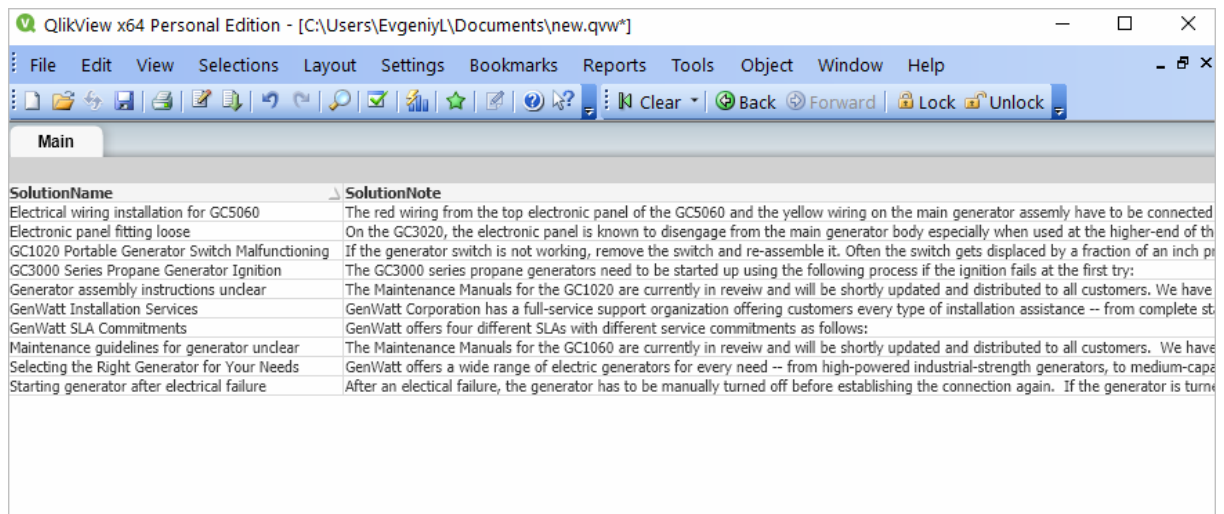 QlikView x64 Personal Edition - [C:\Users\EvgeniyL\Documents\new.qvw*]
File Edit View Selections Layout Settings Bookmarks Reports Tools Object Window Help
Clear Back Forward Lock Unlock
Main
SolutionName SolutionNote
Electrical wiring installation for GC5060 The red wiring from the top electronic panel of the GC5060 and the yellow wiring on the main generator assemly have to be connected
Electronic panel fitting loose On the GC3020, the electronic panel is known to disengage from the main generator body especially when used at the higher-end of th
GC1020 Portable Generator Switch Malfunctioning If the generator switch is not working, remove the switch and re-assemble it. Often the switch gets displaced by a fraction of an inch pr
GC3000 Series Propane Generator Ignition The GC3000 series propane generators need to be started up using the following process if the ignition fails at the first try:
Generator assembly instructions unclear The Maintenance Manuals for the GC1020 are currently in reveiw and will be shortly updated and distributed to all customers. We have
GenWatt Installation Services GenWatt Corporation has a full-service support organization offering customers every type of installation assistance -- from complete sta
GenWatt SLA Commitments GenWatt offers four different SLAs with different service commitments as follows:
Maintenance guidelines for generator unclear The Maintenance Manuals for the GC1060 are currently in reveiw and will be shortly updated and distributed to all customers. We have
Selecting the Right Generator for Your Needs GenWatt offers a wide range of electric generators for every need -- from high-powered industrial-strength generators, to medium-capa
Starting generator after electrical failure After an electical failure, the generator has to be manually turned off before establishing the connection again. If the generator is turne